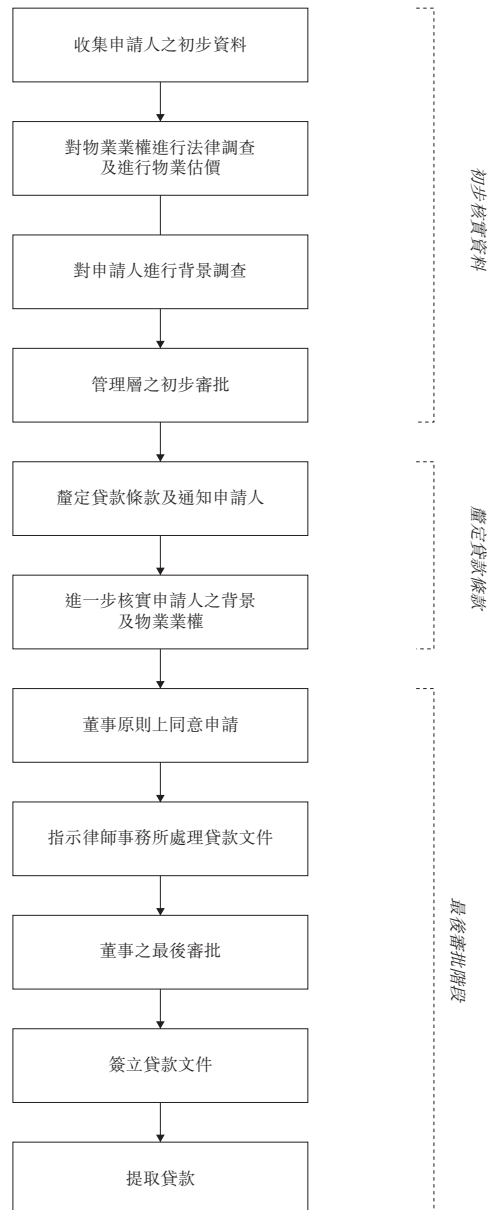 收集申請人之初步資料
對物業業權進行法律調查
及進行物業估價
對申請人進行背景調查
管理層之初步審批
初步核實資料
釐定貸款條款及通知申請人
進一步核實申請人之背景
及物業業權
釐定貸款條款
董事原則上同意申請
指示律師事務所處理貸款文件
董事之最後審批
簽立貸款文件
提取貸款
最後審批階段